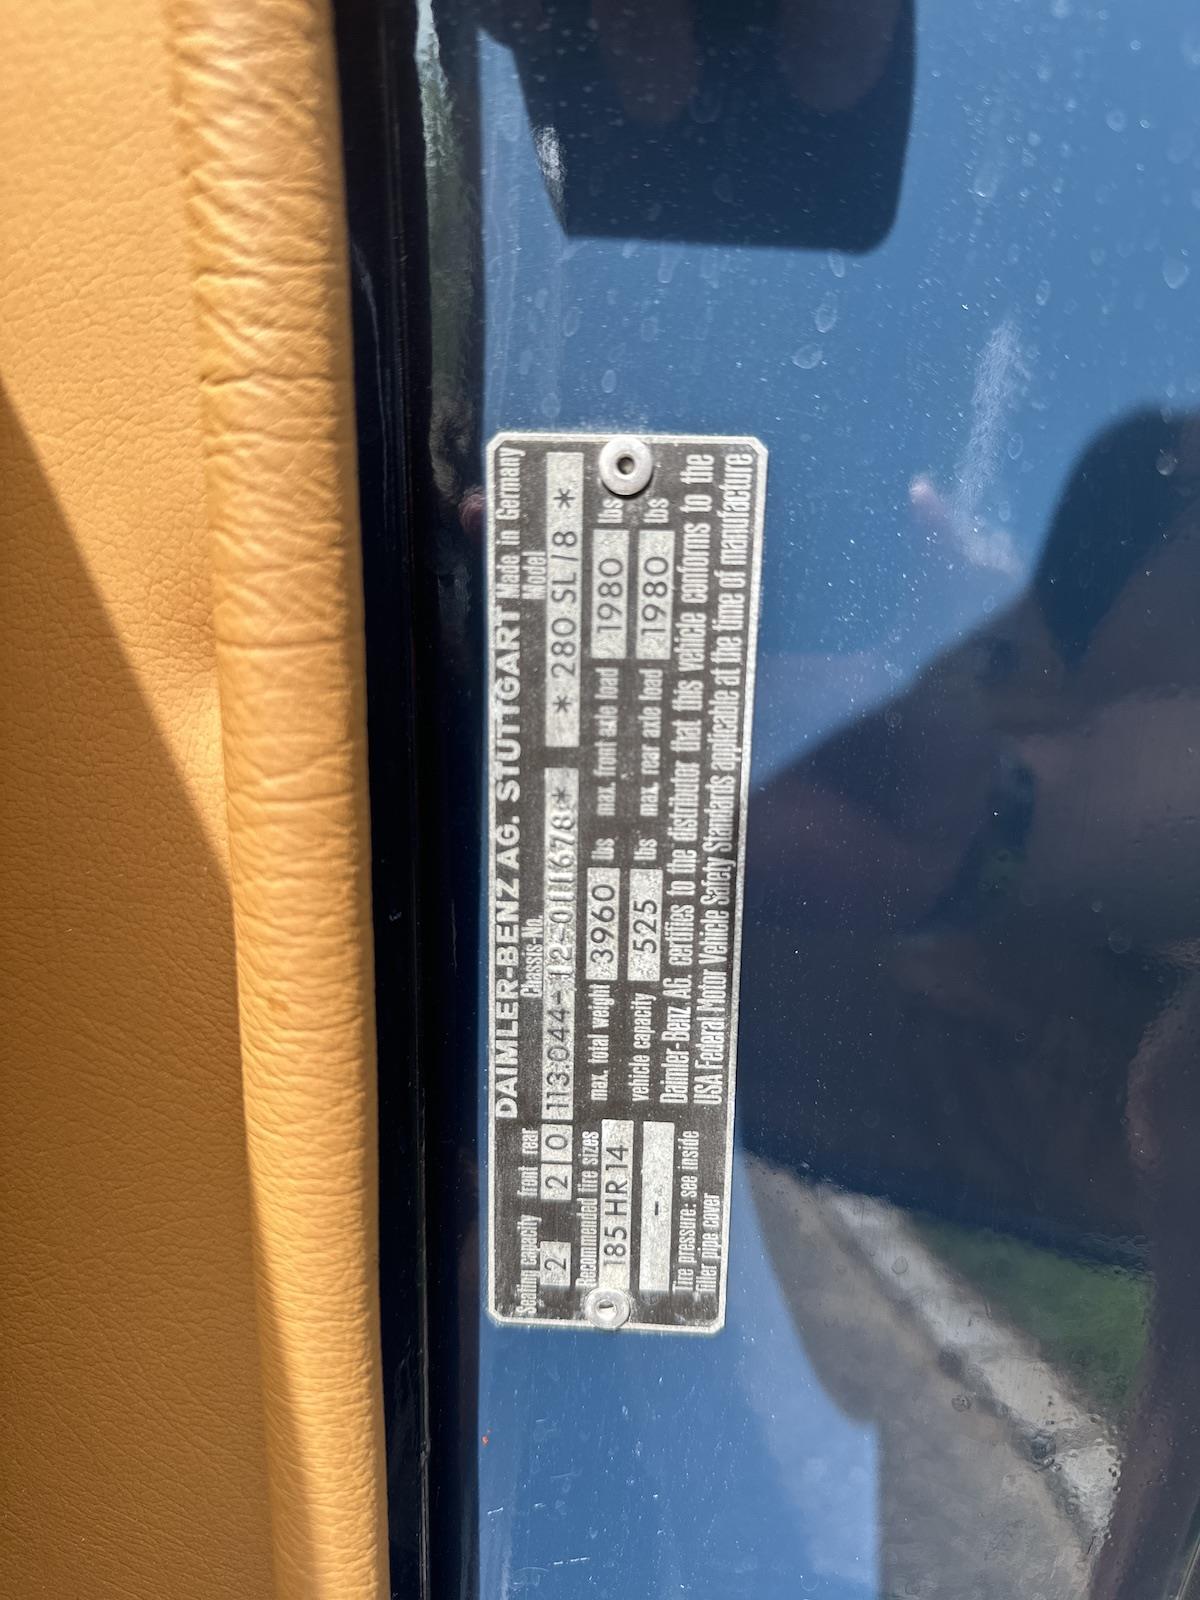 DAIMLER-BENZ AG. STUTTGART Made in Germany
Seating capacity front rear Chassis-No. Model
2 2 0 113.044-12-011167/8* * 280 SL/8 *
Recommended tire sizes max. total weight 3960 lbs max. front axle load 1980 lbs
185 HR 14
vehicle capacity 525 lbs max. rear axle load 1980 lbs
-
Tire pressure: see inside
filler pipe cover
Daimler-Benz AG. certifies to the distributor that this vehicle conforms to the
USA Federal Motor Vehicle Safety Standards applicable at the time of manufacture